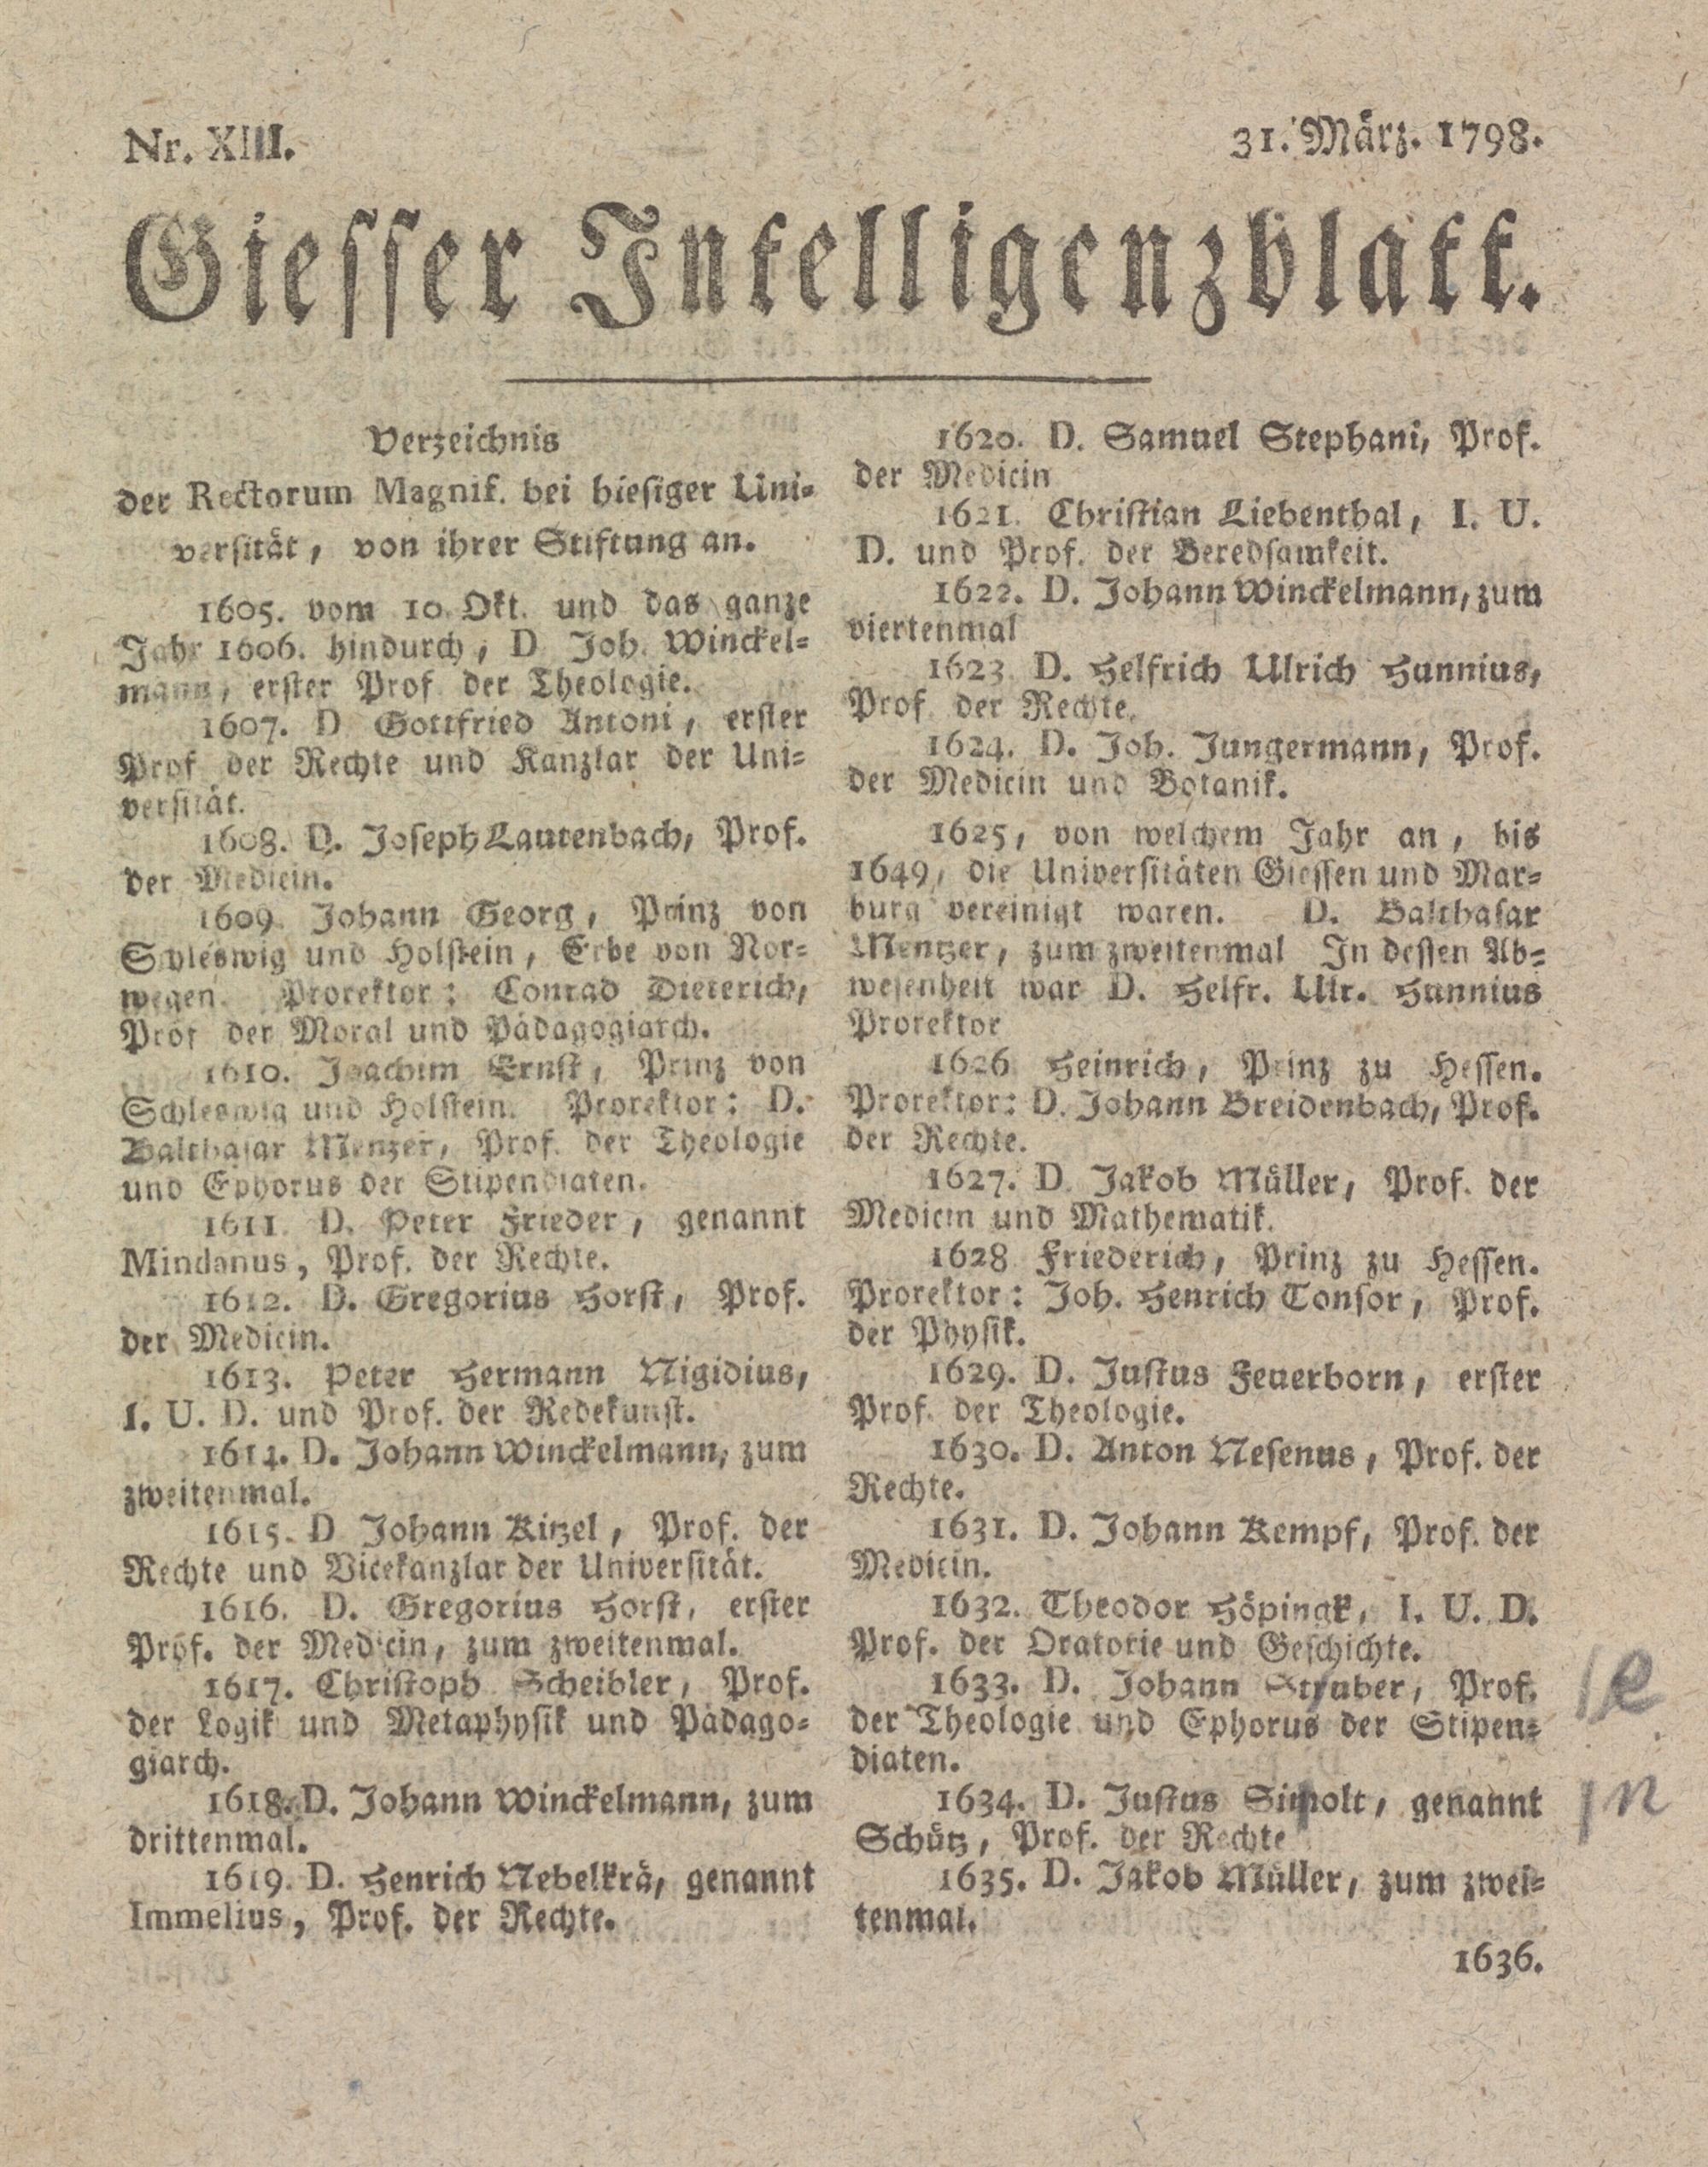 Nr. XIII.
31. März. 1798.
Giesser Intelligenzblatt.
Verzeichnis
der Rectorum Magnif. bei hiesiger Uni-
versität, von ihrer Stiftung an.
1605. vom 10. Okt. und das ganze
Jahr 1606. hindurch, D Joh. Winckel-
mann, erster Prof der Theologie.
1607. D Gottfried Antoni, erster
Prof der Rechte und Kanzlar der Uni-
versität.
1608. D. Joseph Lautenbach, Prof.
der Medicin.
1609. Johann Georg, Prinz von
Schleswig und Holstein, Erbe von Nor-
wegen. Prorektor: Conrad Dieterich,
Prof der Moral und Pädagogiarch.
1610. Joachim Ernst, Prinz von
Schleswig und Holstein. Prorektor: D.
Balthasar Menzer, Prof. der Theologie
und Ephorus der Stipendiaten.
1611 D. Peter Frieder, genannt
Mindanus, Prof. der Rechte.
1612. D. Gregorius Horst, Prof.
der Medicin.
1613. Peter Hermann Nigidius,
I. U. D. und Prof. der Redekunst.
1614. D. Johann Winckelmann, zum
zweitenmal.
1615. D Johann Kitzel, Prof. der
Rechte und Vicekanzlar der Universität.
1616. D. Gregorius Horst, erster
Prof. der Medicin, zum zweitenmal.
1617. Christoph Scheibler, Prof.
der Logik und Metaphysik und Pädago-
giarch.
1618. D. Johann Winckelmann, zum
drittenmal.
1619. D. Henrich Nebelkrä, genannt
Immelius, Prof. der Rechte.
1620. D. Samuel Stephani, Prof.
der Medicin
1621. Christian Liebenthal, I. U.
D. und Prof. der Beredsamkeit.
1622. D. Johann Winckelmann, zum
viertenmal
1623 D. Helfrich Ulrich Hunnius,
Prof. der Rechte.
1624. D. Joh. Jungermann, Prof.
der Medicin und Botanik.
1625, von welchem Jahr an, bis
1649, die Universitäten Giessen und Mar-
burg vereinigt waren. D. Balthasar
Mentzer, zum zweitenmal In dessen Ab-
wesenheit war D. Helfr. Ulr. Hunnius
Prorektor
1626 Heinrich, Prinz zu Hessen.
Prorektor: D. Johann Breidenbach, Prof.
der Rechte.
1627. D. Jakob Müller, Prof. der
Medicin und Mathematik.
1628 Friederich, Prinz zu Hessen.
Prorektor: Joh. Henrich Tonsor, Prof.
der Physik.
1629. D. Justus Feuerborn, erster
Prof. der Theologie.
1630. D. Anton Nesenus, Prof. der
Rechte.
1631. D. Johann Kempf, Prof. der
Medicin.
1632. Theodor Höpingk, I. U. D.
Prof. der Oratorie und Geschichte.
1633. D. Johann Pro­f.
der Theologie und Ephorus der Stipen-
diaten.
e
1634. D. Justus genannt
Schütz, Prof. der Rechte
n
1635. D. Jakob Müller, zum zwei-
tenmal.
1636.